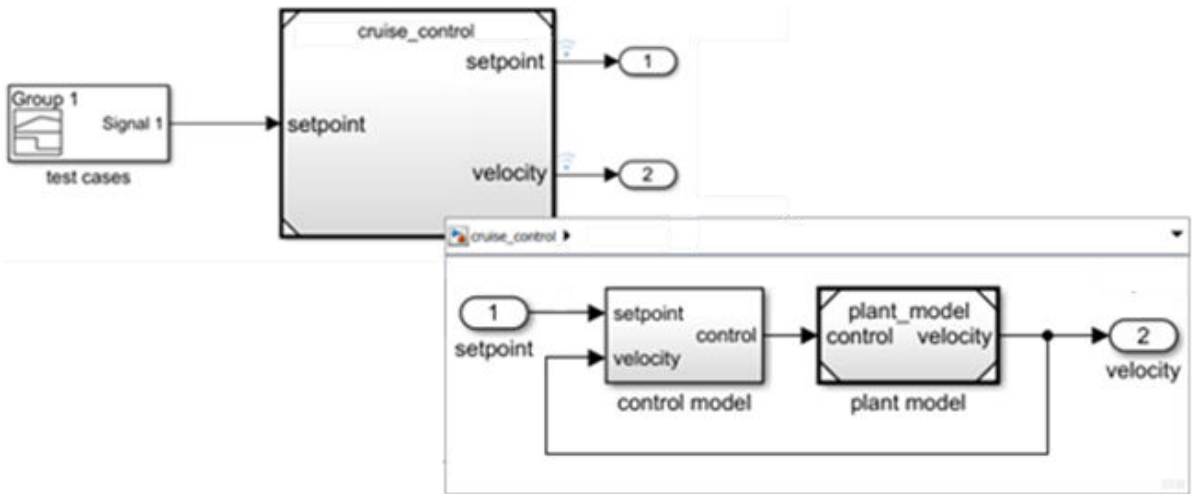 cruise_control
setpoint
1
Group 1
Signal 1
setpoint
test cases
velocity
2
cruise_control
1
setpoint
setpoint
velocity
control
control model
plant_model
control velocity
plant model
2
velocity